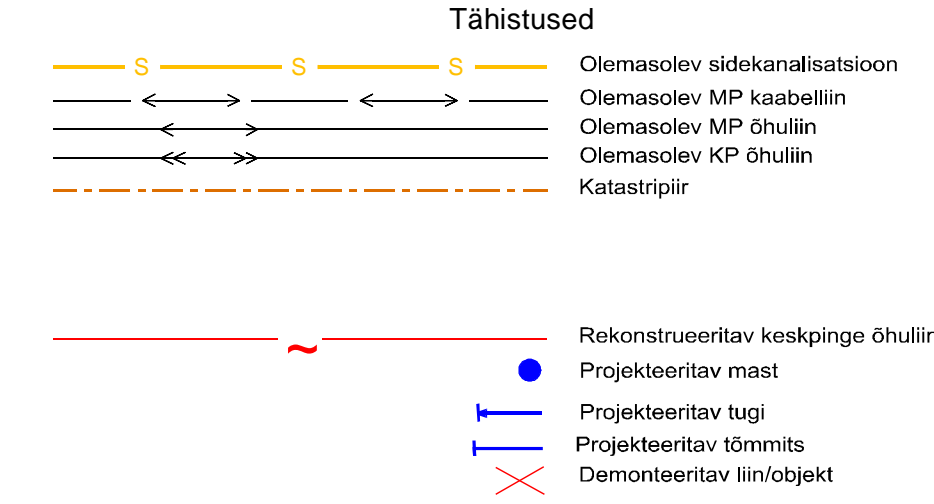 Tähistused
S S S Olemasolev sidekanalisatsioon
Olemasolev MP kaabelliin
Olemasolev MP õhuliin
Olemasolev KP õhuliin
Katastripiir
~ Rekonstrueeritav keskpinge õhuliir
Projekteeritav mast
Projekteeritav tugi
Projekteeritav tõmmits
Demonteeritav liin/objekt